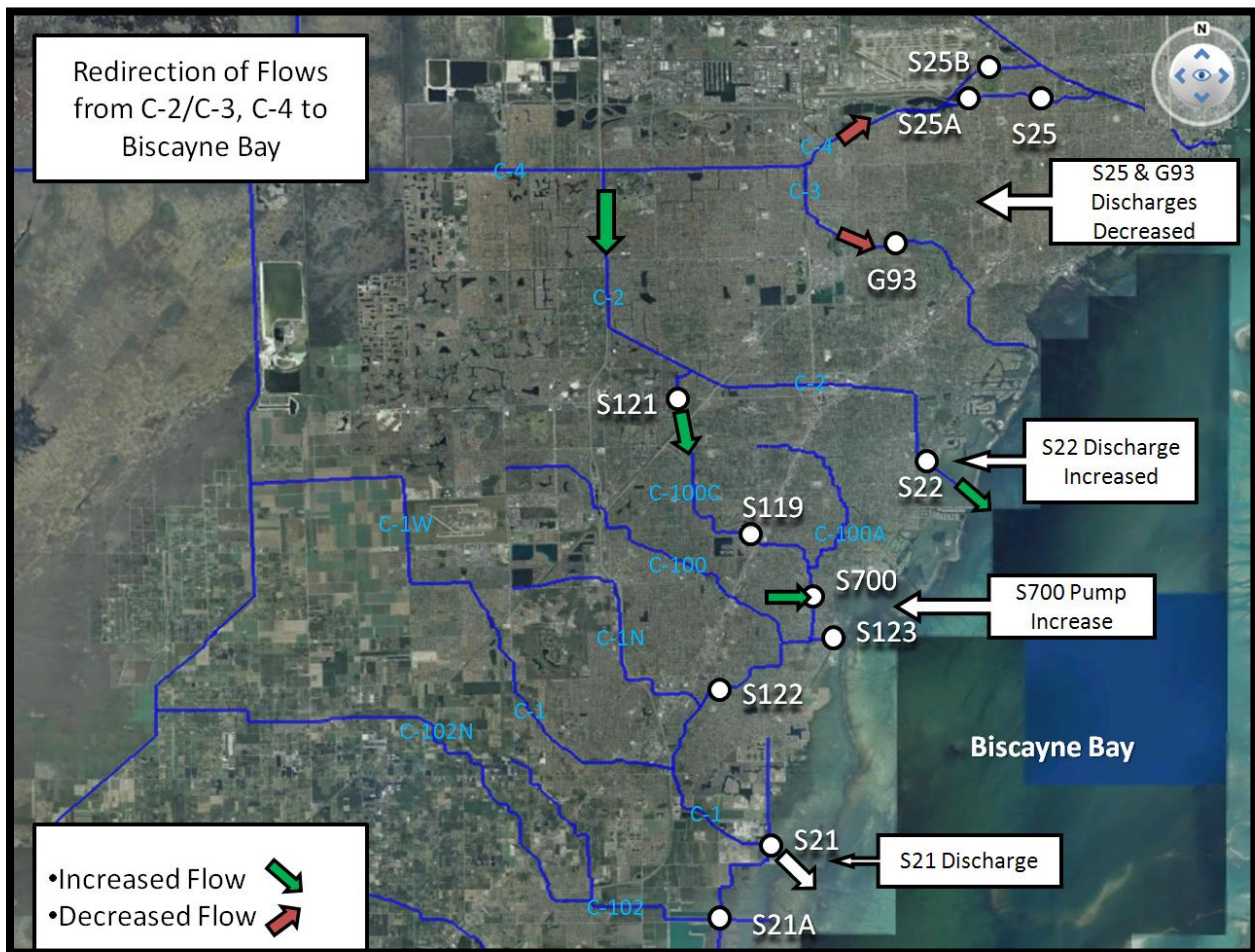 Redirection of Flows
from C-2/C-3, C-4 to
Biscayne Bay
N
S25B
S25A
S25
C-4
C-4
C-3
S25 & G93
Discharges
Decreased
G93
C-2
S121
C-2
S22 Discharge
Increased
S22
C-100C
S119
C-100A
C-1W
C-100
S700
S700 Pump
Increase
S123
C-1N
S122
C-1
C-102N
Biscayne Bay
C-1
S21
S21 Discharge
•Increased Flow
•Decreased Flow
C-102
S21A